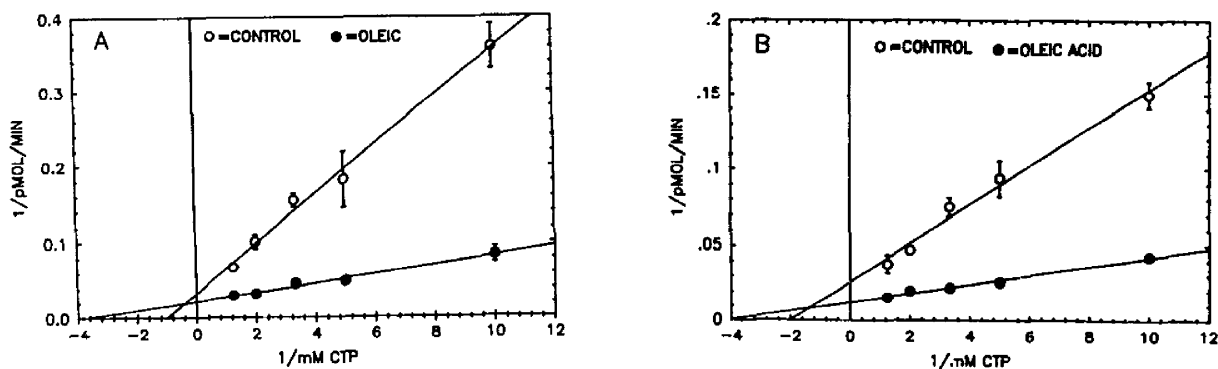 A
o=CONTROL ●=OLEIC
0.4
0.3
0.2
0.1
0.0
1/pMOL/MIN
-4 -2 0 2 4 6 8 10 12
1/mM CTP
B
o=CONTROL ●=OLEIC ACID
.2
.15
.1
.05
0
1/pMOL/MIN
-4 -2 0 2 4 6 8 10 12
1/.mM CTP